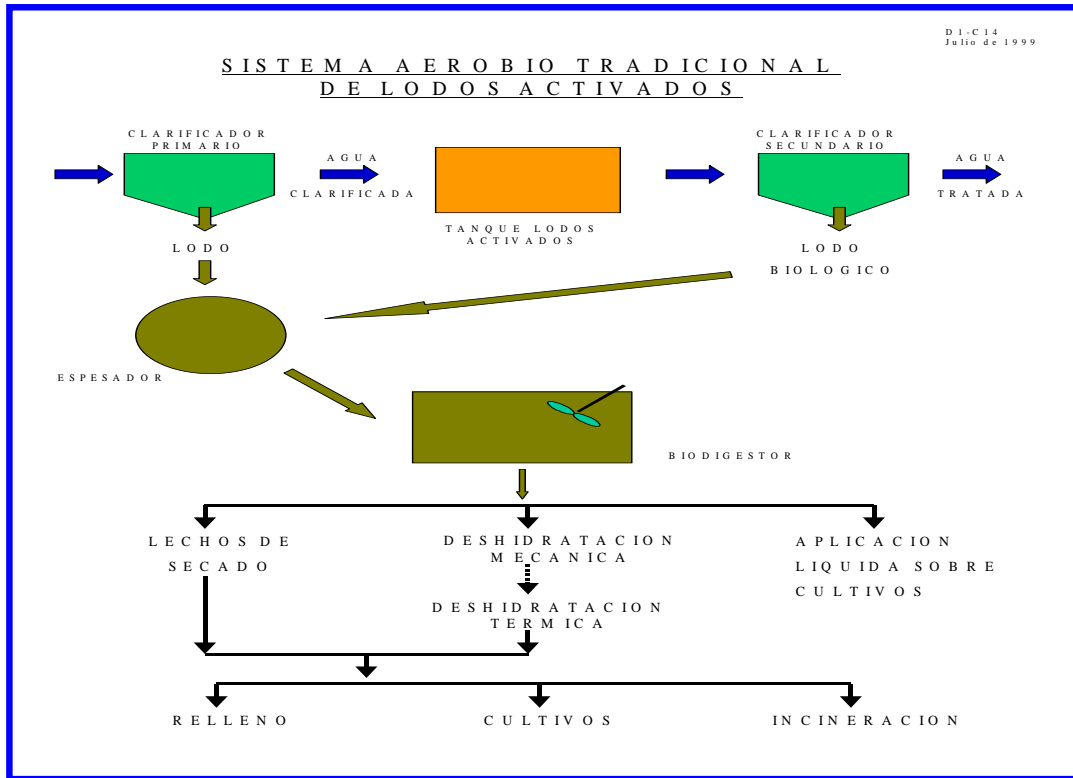 D1-C14
Julio de 1999
SISTEMA AEROBIO TRADICIONAL
DE LODOS ACTIVADOS
CLARIFICADOR
PRIMARIO
AGUA
CLARIFICADA
TANQUE LODOS
ACTIVADOS
CLARIFICADOR
SECUNDARIO
AGUA
TRATADA
LODO
LODO
BIOLOGICO
ESPESADOR
BIODIGESTOR
LECHOS DE
SECADO
DESHIDRATACION
MECANICA
DESHIDRATACION
TERMICA
APLICACION
LIQUIDA SOBRE
CULTIVOS
RELLENO
CULTIVOS
INCINERACION